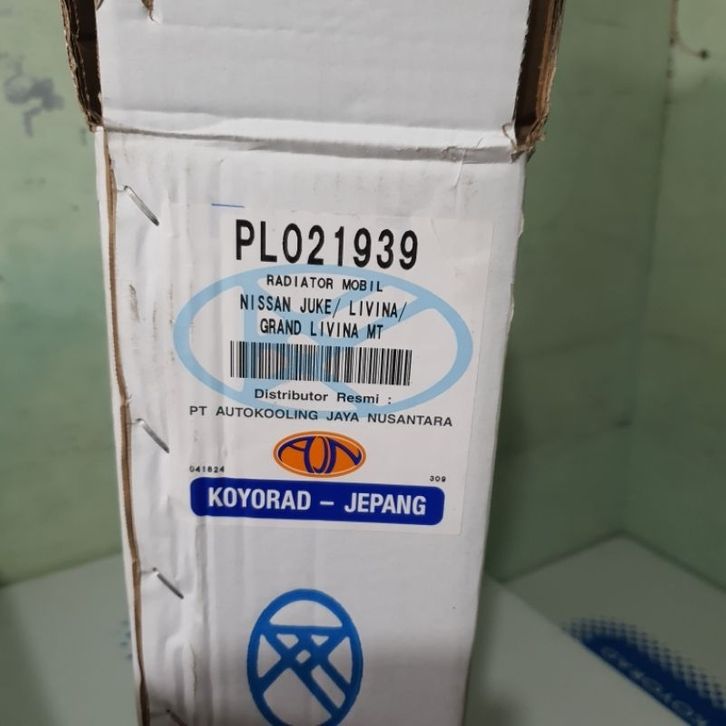 PL021939
RADIATOR MOBIL
NISSAN JUKE/ LIVINA/
GRAND LIVINA MT
Distributor Resmi :
PT AUTOKOOLING JAYA NUSANTARA
AJN
041824 309
KOYORAD – JEPANG